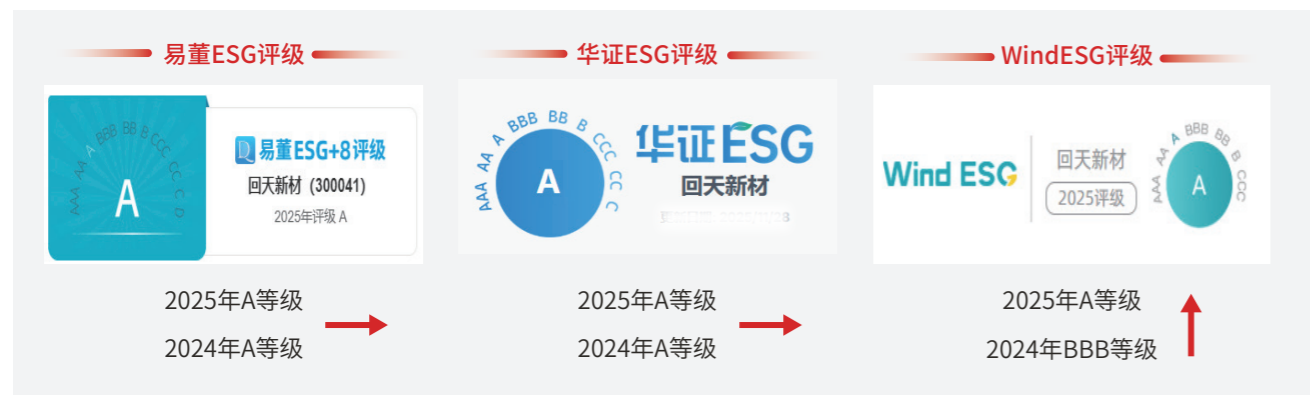 易董ESG评级
AAA AA A BBB BB B CCC CC C D
A
易董ESG+8评级
回天新材（300041）
2025年评级 A
2025年A等级
2024年A等级
华证ESG评级
AAA AA A BBB BB B CCC CC C
A
华证ESG
回天新材
2025年A等级
2024年A等级
WindESG评级
Wind ESG
回天新材
2025评级
AAA AA A BBB BB B CCC
A
2025年A等级
2024年BBB等级